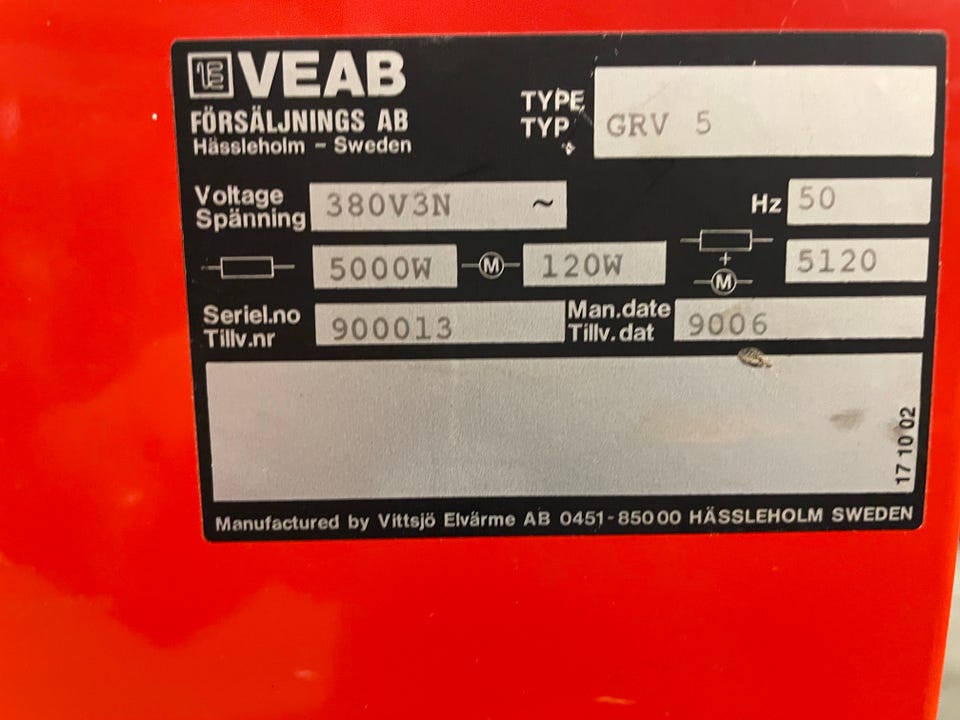 VEAB
FÖRSÄLJNINGS AB
Hässleholm - Sweden
TYPE
TYP
GRV 5
Voltage
Spänning
380V3N ~
Hz 50
5000W
M 120W
+
M
5120
Seriel.no
Tillv.nr
900013
Man.date
Tillv.dat
9006
17 10 02
Manufactured by Vittsjö Elvärme AB 0451-85000 HÄSSLEHOLM SWEDEN